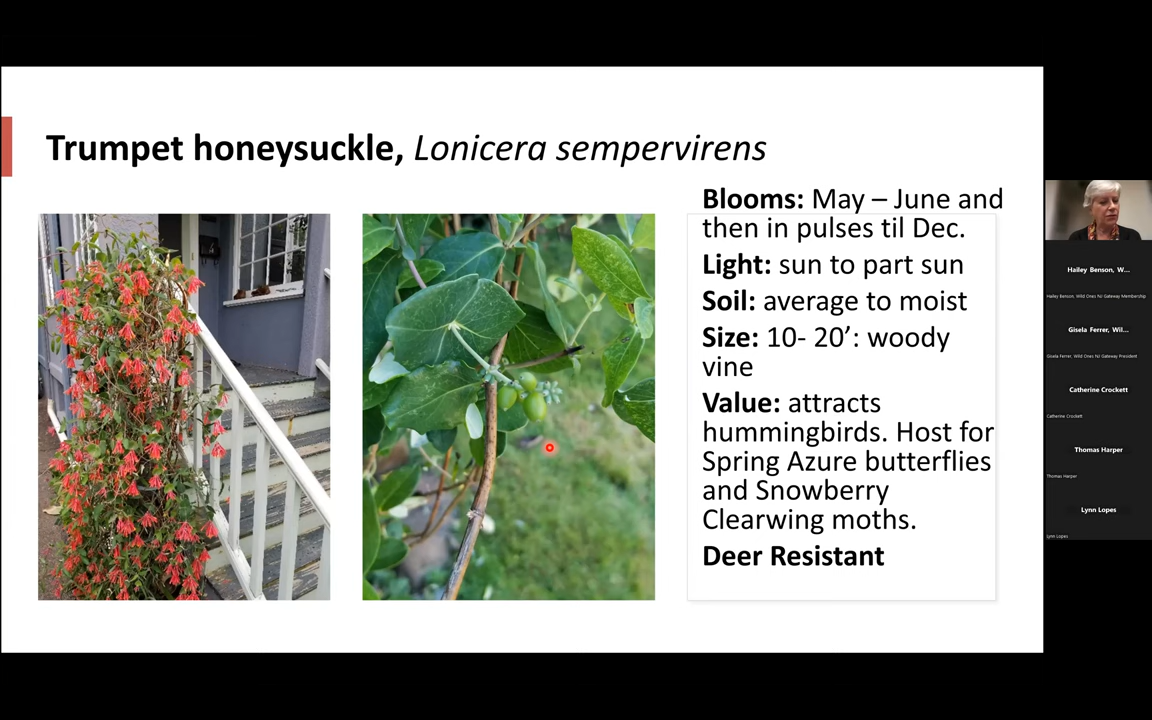 Trumpet honeysuckle, Lonicera sempervirens
Blooms: May – June and
then in pulses til Dec.
Light: sun to part sun
Soil: average to moist
Size: 10- 20’: woody
vine
Value: attracts
hummingbirds. Host for
Spring Azure butterflies
and Snowberry
Clearwing moths.
Deer Resistant
Hailey Benson, W...
Hailey Benson, Wild Ones NJ Gateway Membership
Gisela Ferrer, Wil...
Gisela Ferrer, Wild Ones NJ Gateway President
Catherine Crockett
Catherine Crockett
Thomas Harper
Thomas Harper
Lynn Lopes
lynn Lopes